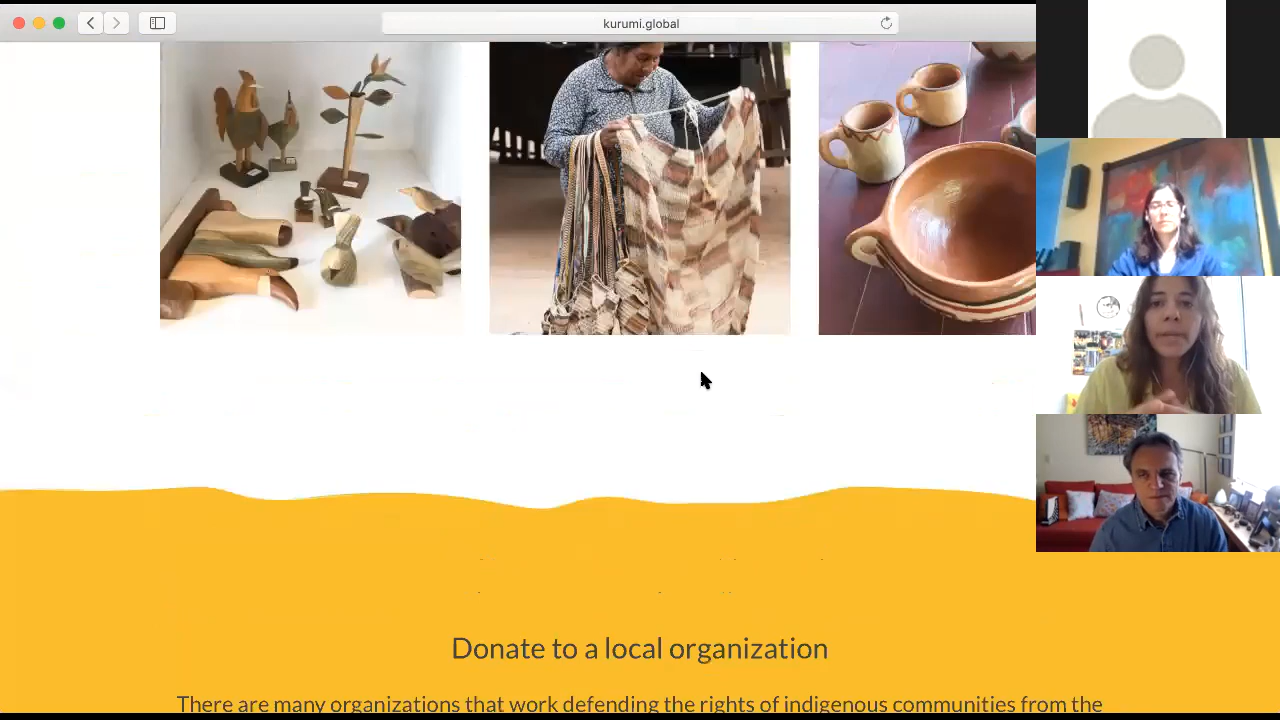 kurumi.global
Donate to a local organization
There are many organizations that work defending the rights of indigenous communities from the